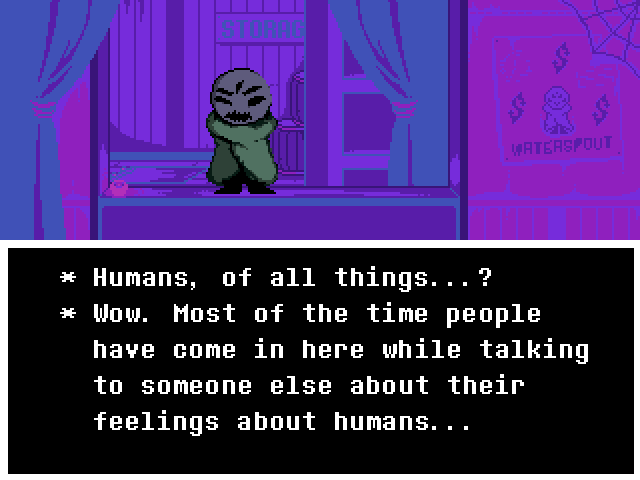 STORAG
WATERSPOUT
* Humans, of all things...?
* Wow. Most of the time people
have come in here while talking
to someone else about their
feelings about humans...